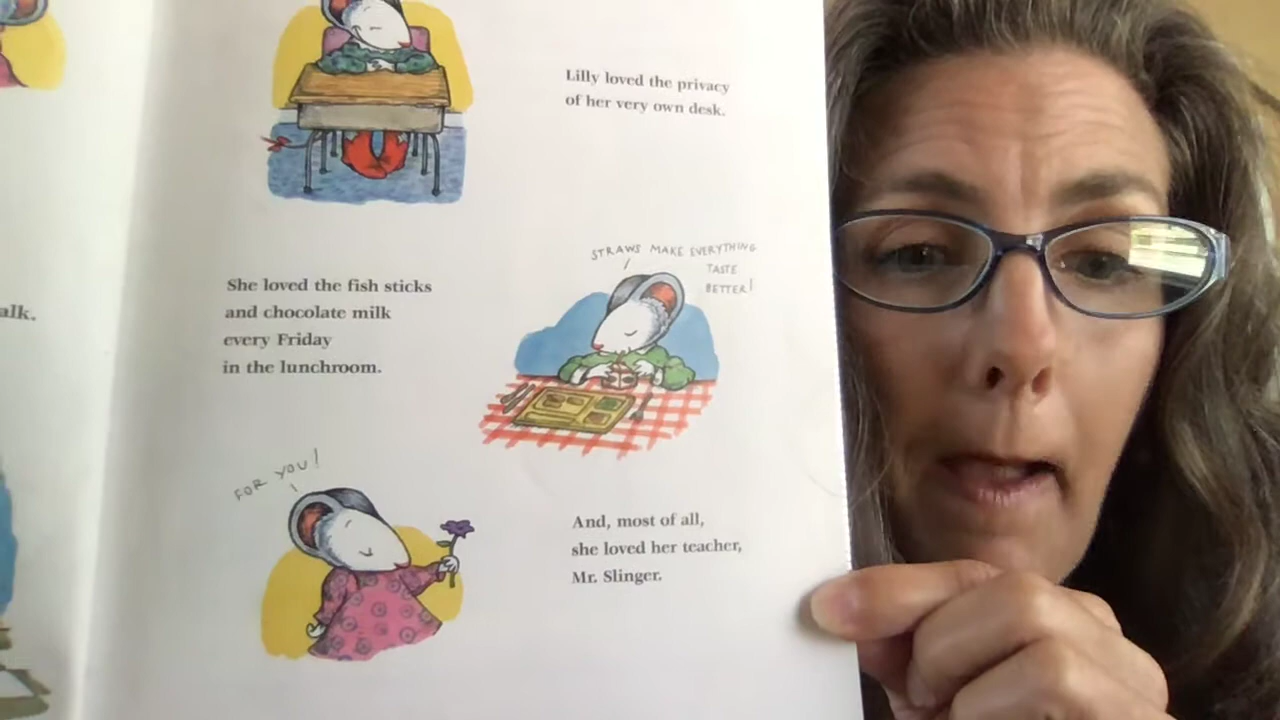 Lilly loved the privacy
of her very own desk.
STRAWS MAKE EVERYTHING
TASTE
BETTER!
She loved the fish sticks
and chocolate milk
every Friday
in the lunchroom.
alk.
FOR YOU!
And, most of all,
she loved her teacher,
Mr. Slinger.